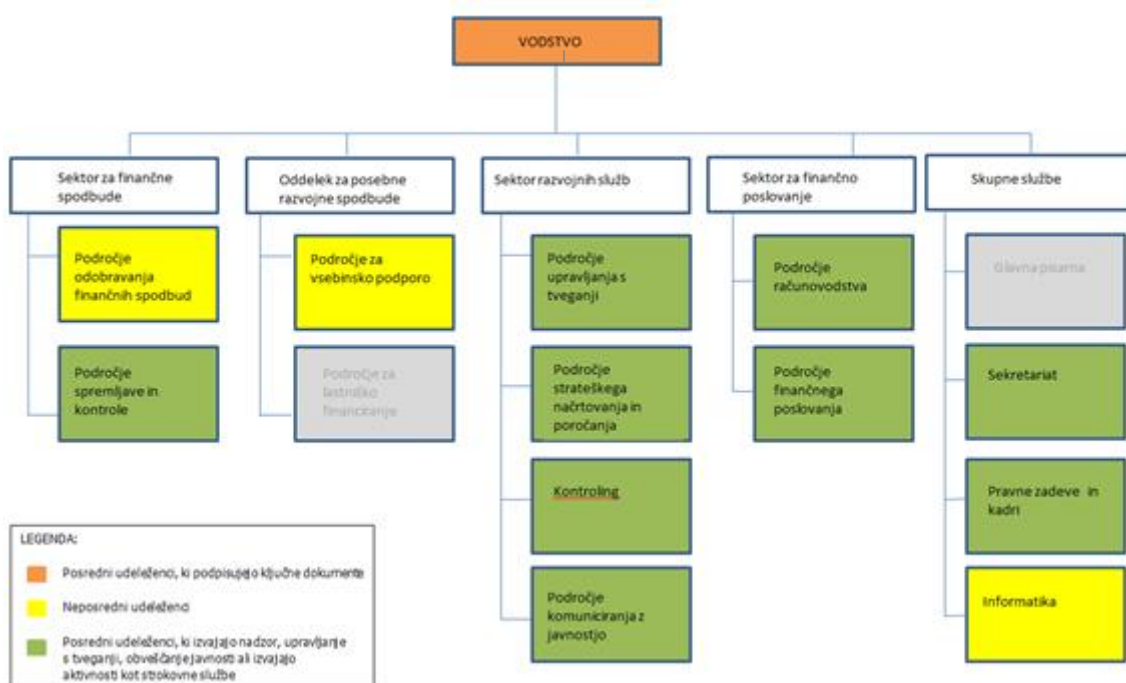 VODSTVO
Sektor za finančne
spodbude
Oddelek za posebne
razvojne spodbude
Sektor razvojnih služb
Sektor za finančno
poslovanje
Skupne službe
Področje
odobravanja
finančnih spodbud
Področje za
vsebinsko podporo
Področje
upravljanja s
tveganji
Področje
računovodstva
Glavna pisarna
Področje
spremljave in
kontrole
Področje za
lastniško
financiranje
Področje
strateškega
načrtovanja in
poročanja
Področje
finančnega
poslovanja
Sekretariat
Kontroling
Pravne zadeve in
kadri
Področje
komuniciranja z
javnostjo
Informatika
LEGENDA:
Posredni udeleženci, ki podpisujejo ključne dokumente
Neposredni udeleženci
Posredni udeleženci, ki izvajajo nadzor, upravljanje
s tveganji, obveščanje javnosti ali izvajajo
aktivnosti kot strokovne službe